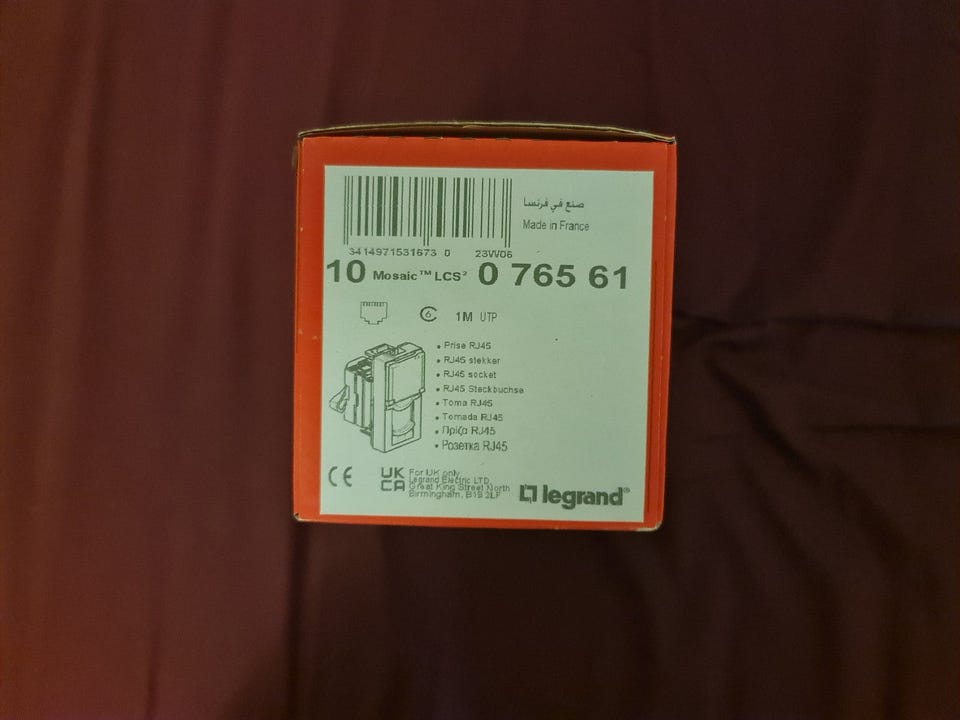 صنع في فرنسا
Made in France
3414971531673 0 23W06
10 Mosaic™ LCS² 0 765 61
6 1M UTP
• Prise RJ45
• RJ45 stekker
• RJ45 socket
• RJ45 Steckbuchse
• Toma RJ45
• Tomada RJ45
• Πρίζα RJ45
• Розетка RJ45
CE UK CA
For UK only
Legrand Electric LTD
Great King Street North
Birmingham, B19 2LF
legrand®